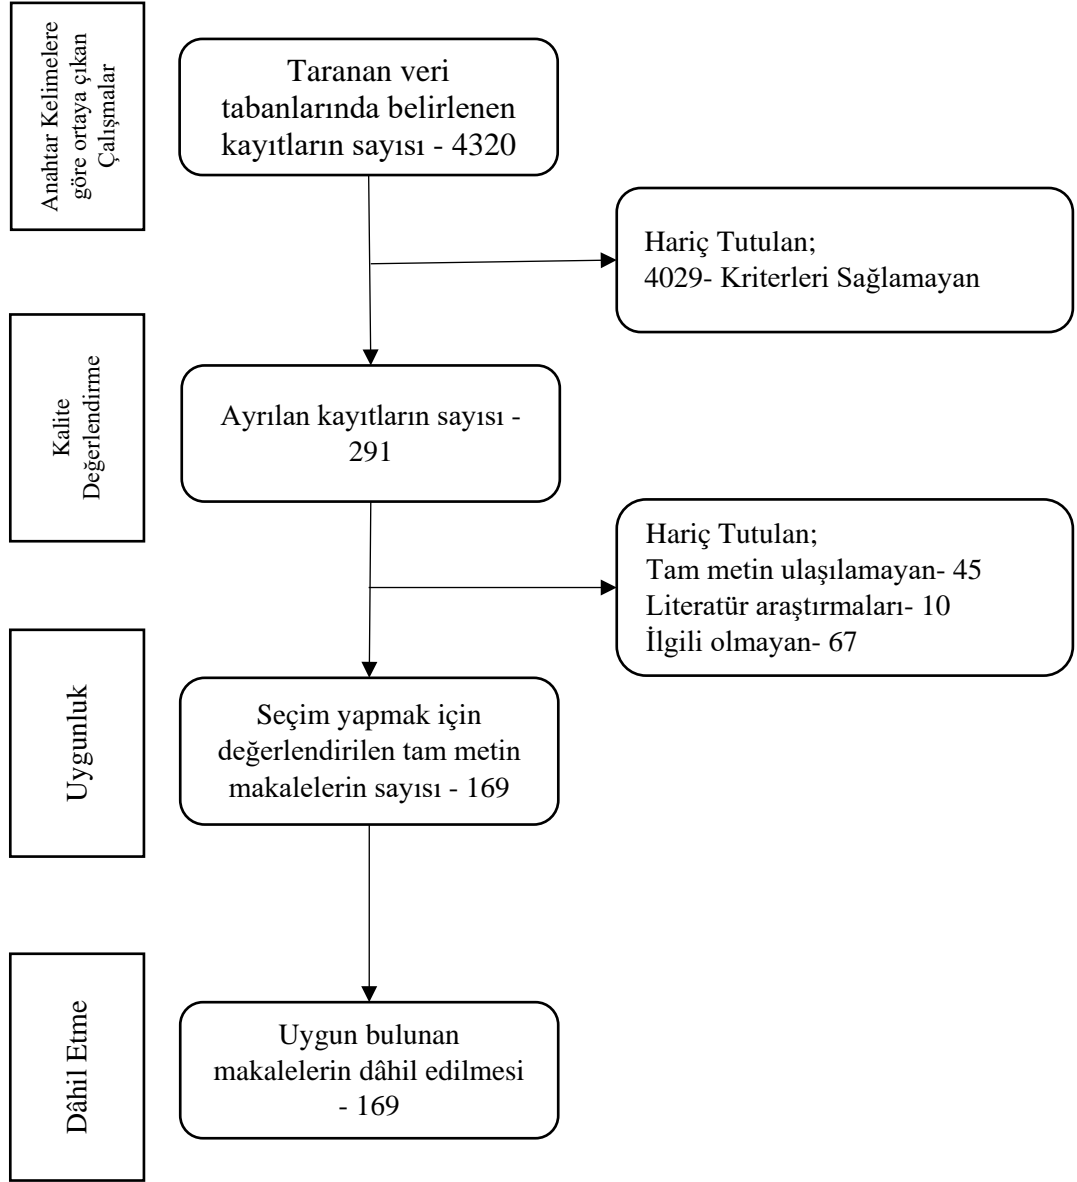 Anahtar Kelimelere
göre ortaya çıkan
Çalışmalar
Taranan veri
tabanlarında belirlenen
kayıtların sayısı - 4320
Hariç Tutulan;
4029- Kriterleri Sağlamayan
Kalite
Değerlendirme
Ayrılan kayıtların sayısı -
291
Hariç Tutulan;
Tam metin ulaşılamayan- 45
Literatür araştırmaları- 10
İlgili olmayan- 67
Uygunluk
Seçim yapmak için
değerlendirilen tam metin
makalelerin sayısı - 169
Dâhil Etme
Uygun bulunan
makalelerin dâhil edilmesi
- 169